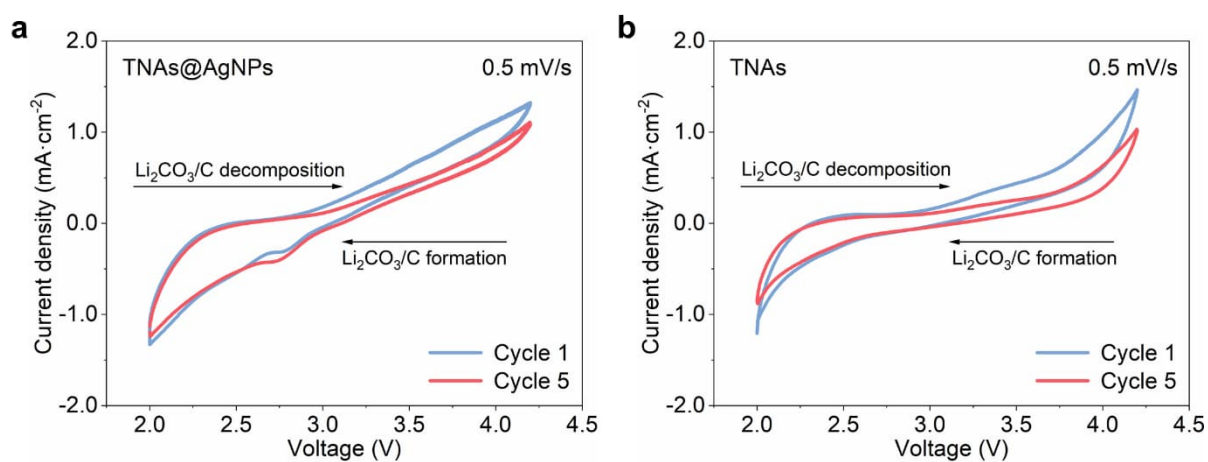 a
TNAs@AgNPs
0.5 mV/s
Li₂CO₃/C decomposition
Li₂CO₃/C formation
Cycle 1
Cycle 5
Current density (mA·cm⁻²)
2.0
1.0
0.0
-1.0
-2.0
2.0 2.5 3.0 3.5 4.0 4.5
Voltage (V)
b
TNAs
0.5 mV/s
Li₂CO₃/C decomposition
Li₂CO₃/C formation
Cycle 1
Cycle 5
Current density (mA·cm⁻²)
2.0
1.0
0.0
-1.0
-2.0
2.0 2.5 3.0 3.5 4.0 4.5
Voltage (V)